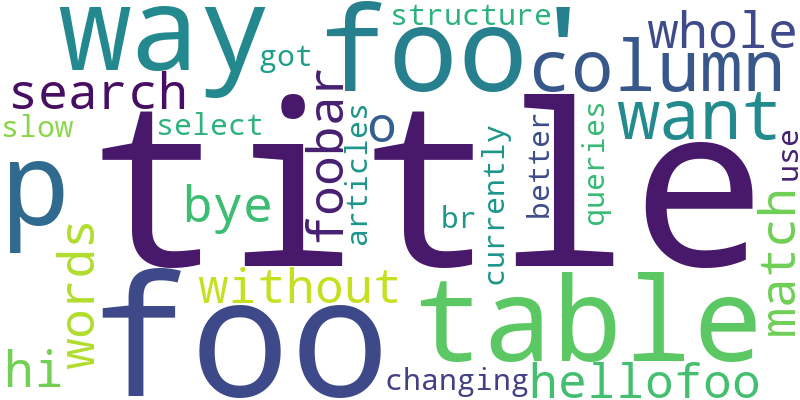 way
foo'
structure
whole
got
column
search
want
slow
select
title
foobar
articles
o
currently
better
queries
use
p
bye
br
match
words
without
foo
table
hi
changing
hellofoo